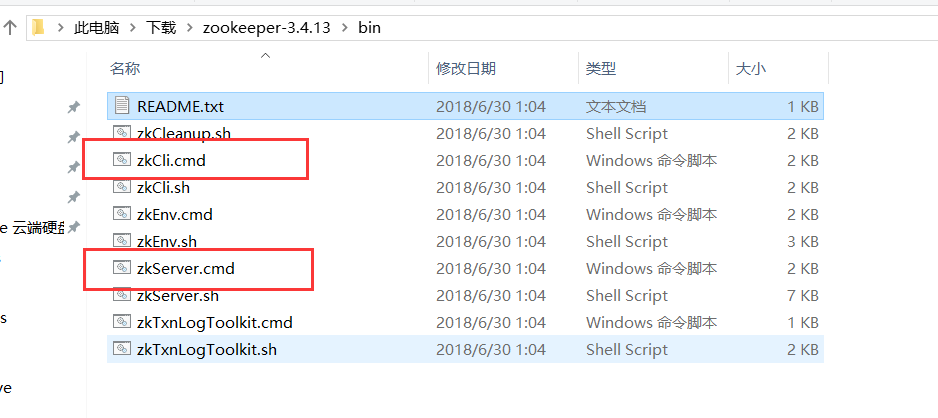 此电脑 > 下载 > zookeeper-3.4.13 > bin
名称 修改日期 类型 大小
README.txt 2018/6/30 1:04 文本文档 1 KB
zkCleanup.sh 2018/6/30 1:04 Shell Script 2 KB
zkCli.cmd 2018/6/30 1:04 Windows 命令脚本 2 KB
zkCli.sh 2018/6/30 1:04 Shell Script 2 KB
zkEnv.cmd 2018/6/30 1:04 Windows 命令脚本 2 KB
e 云端硬盘
zkEnv.sh 2018/6/30 1:04 Shell Script 3 KB
zkServer.cmd 2018/6/30 1:04 Windows 命令脚本 2 KB
zkServer.sh 2018/6/30 1:04 Shell Script 7 KB
s
zkTxnLogToolkit.cmd 2018/6/30 1:04 Windows 命令脚本 1 KB
zkTxnLogToolkit.sh 2018/6/30 1:04 Shell Script 2 KB
ve